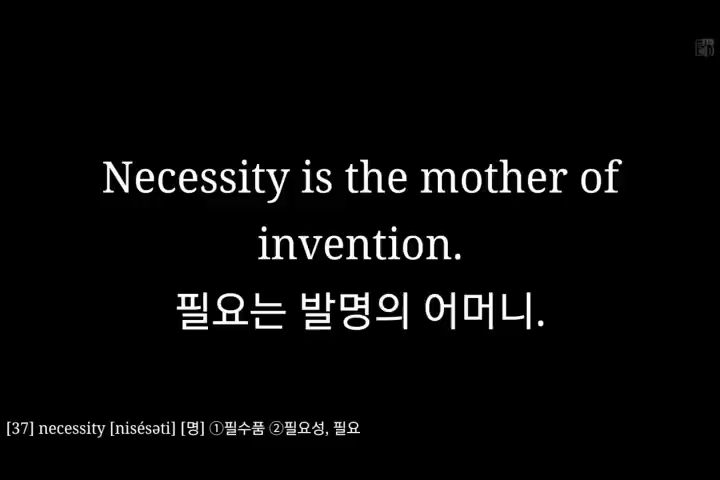 Necessity is the mother of
invention.
필요는 발명의 어머니.
[37] necessity [nisésəti] [명] ①필수품 ②필요성, 필요